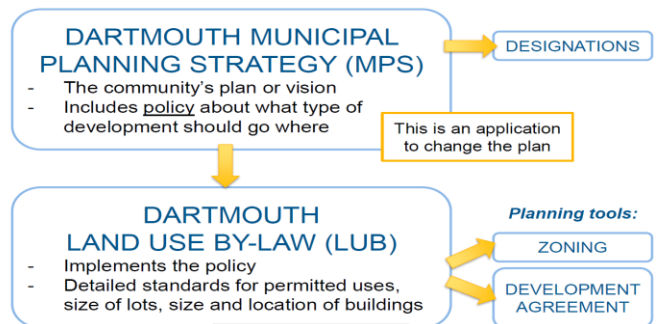 DARTMOUTH MUNICIPAL
PLANNING STRATEGY (MPS)
- The community's plan or vision
- Includes policy about what type of
development should go where
DESIGNATIONS
This is an application
to change the plan
DARTMOUTH
LAND USE BY-LAW (LUB)
- Implements the policy
- Detailed standards for permitted uses,
size of lots, size and location of buildings
Planning tools:
ZONING
DEVELOPMENT
AGREEMENT